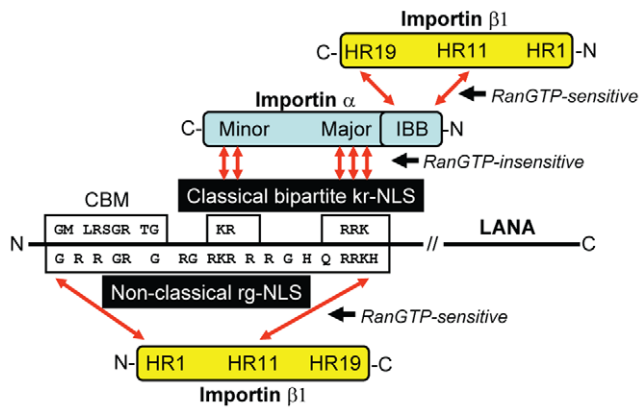 Importin β1
C- HR19 HR11 HR1 -N
RanGTP-sensitive
Importin α
C- Minor Major IBB -N
RanGTP-insensitive
Classical bipartite kr-NLS
CBM
GM LRSGR TG KR RRK
N // LANA C
G R R GR G RG RKR R R G H Q RRKH
Non-classical rg-NLS
RanGTP-sensitive
N- HR1 HR11 HR19 -C
Importin β1